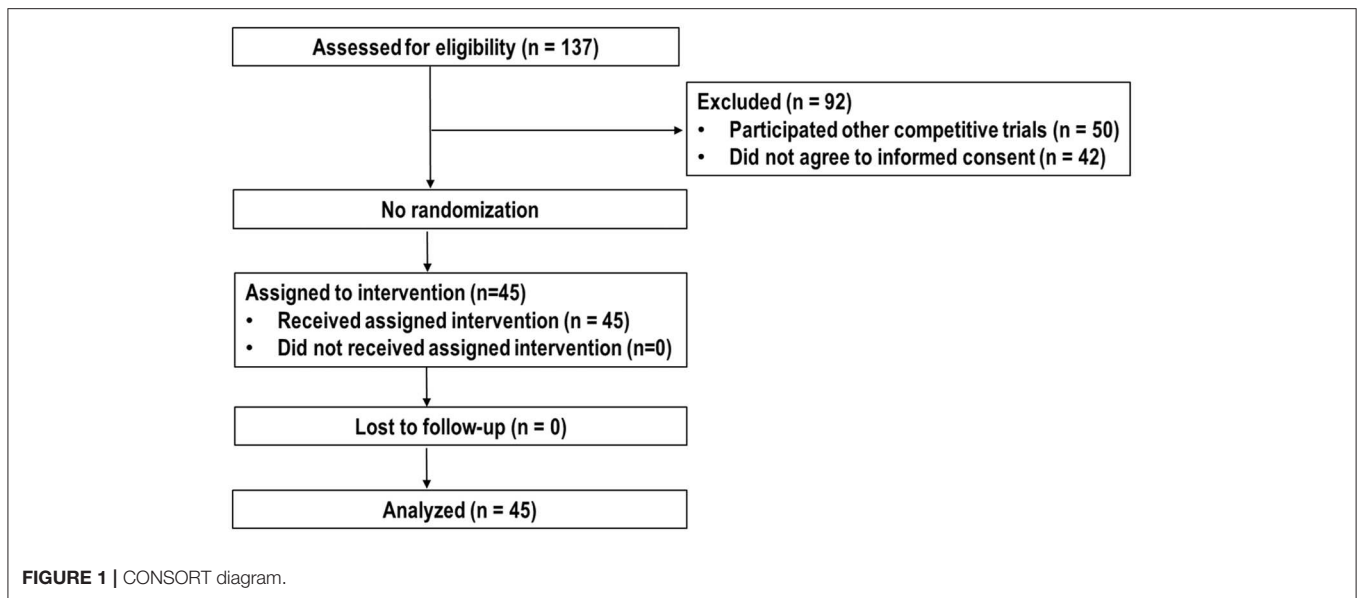 Assessed for eligibility (n = 137)
Excluded (n = 92)
• Participated other competitive trials (n = 50)
• Did not agree to informed consent (n = 42)
No randomization
Assigned to intervention (n=45)
• Received assigned intervention (n = 45)
• Did not received assigned intervention (n=0)
Lost to follow-up (n = 0)
Analyzed (n = 45)
FIGURE 1 | CONSORT diagram.